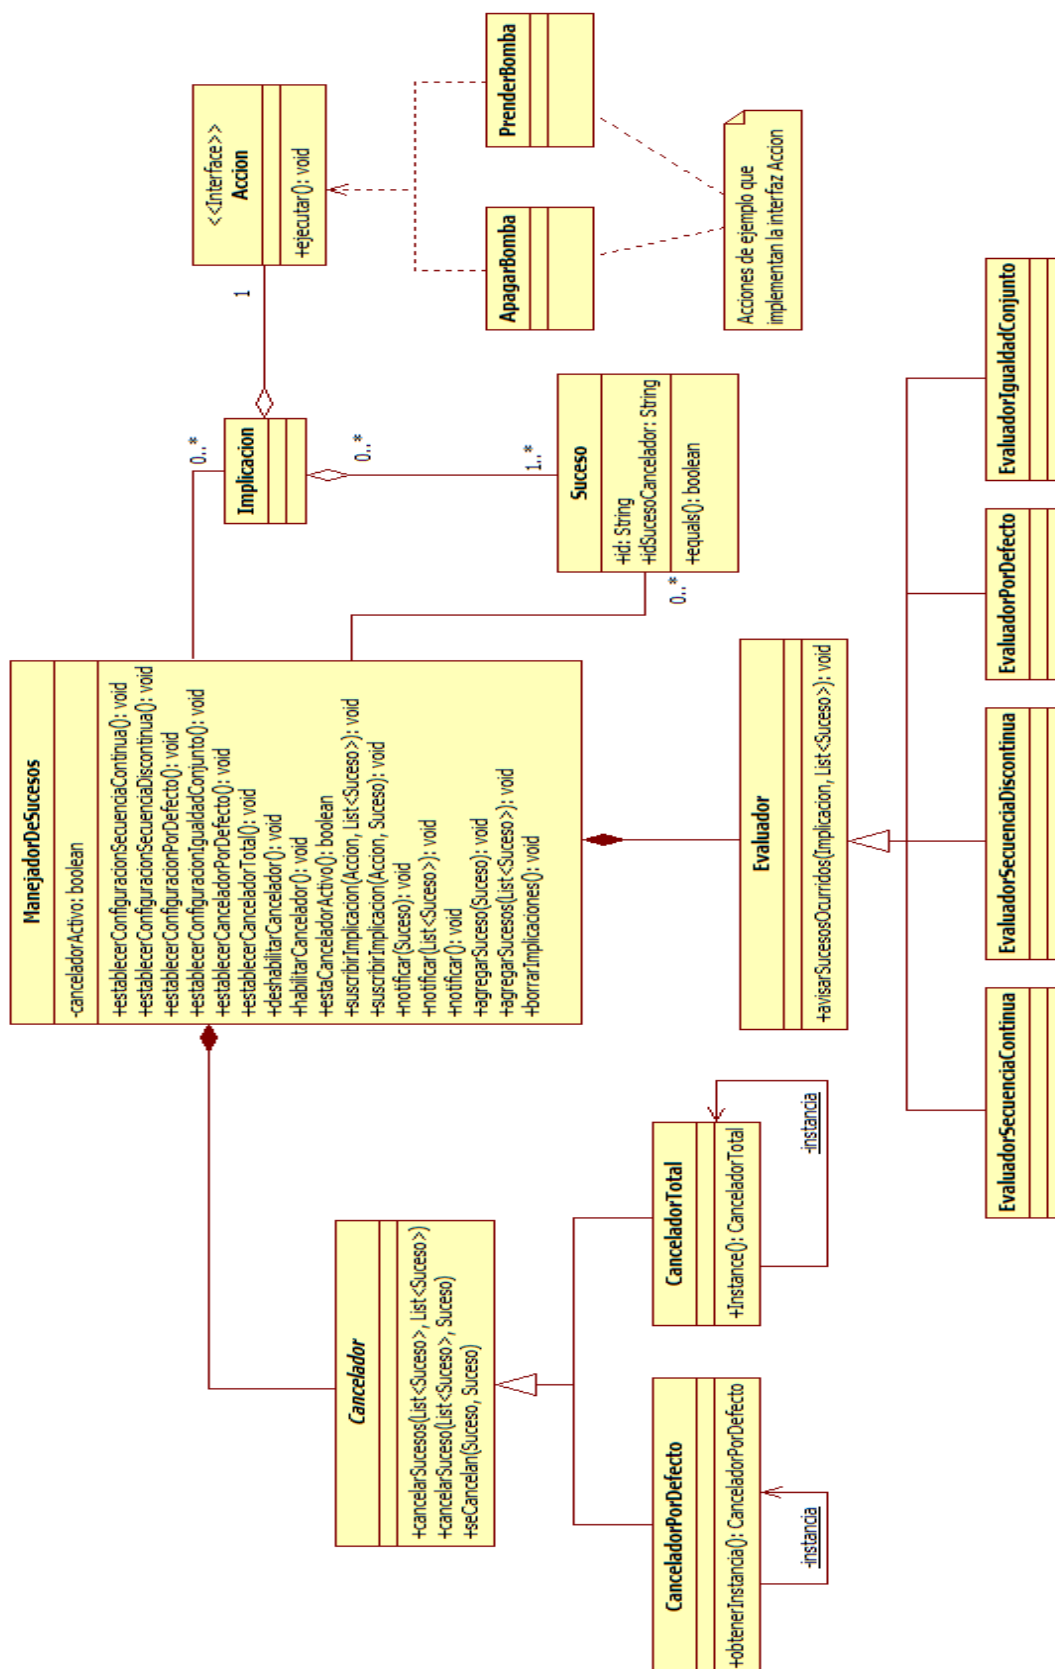 ManejadorDeSucesos
-canceladorActivo: boolean
+establecerConfiguracionSecuenciaContinua(): void
+establecerConfiguracionSecuenciaDiscontinua(): void
+establecerConfiguracionPorDefecto(): void
+establecerConfiguracionIgualdadConjunto(): void
+establecerCanceladorPorDefecto(): void
+establecerCanceladorTotal(): void
+deshabilitarCancelador(): void
+habilitarCancelador(): void
+estaCanceladorActivo(): boolean
+suscribirImplicacion(Accion, List<Suceso>): void
+suscribirImplicacion(Accion, Suceso): void
+notificar(Suceso): void
+notificar(List<Suceso>): void
+notificar(): void
+agregarSuceso(Suceso): void
+agregarSucesos(List<Suceso>): void
+borrarImplicaciones(): void
0..*
Implicacion
1
<<Interface>>
Accion
+ejecutar(): void
0..*
1..*
Suceso
+id: String
+idSucesoCancelador: String
+equals(): boolean
0..*
ApagarBomba
PrenderBomba
Acciones de ejemplo que
implementan la interfaz Accion
Cancelador
+cancelarSucesos(List<Suceso>, List<Suceso>)
+cancelarSuceso(List<Suceso>, Suceso)
+seCancelan(Suceso, Suceso)
CanceladorPorDefecto
+obtenerInstancia(): CanceladorPorDefecto
-instancia
CanceladorTotal
+Instance(): CanceladorTotal
-instancia
Evaluador
+avisarSucesosOcurridos(Implicacion, List<Suceso>): void
EvaluadorSecuenciaContinua
EvaluadorSecuenciaDiscontinua
EvaluadorPorDefecto
EvaluadorIgualdadConjunto